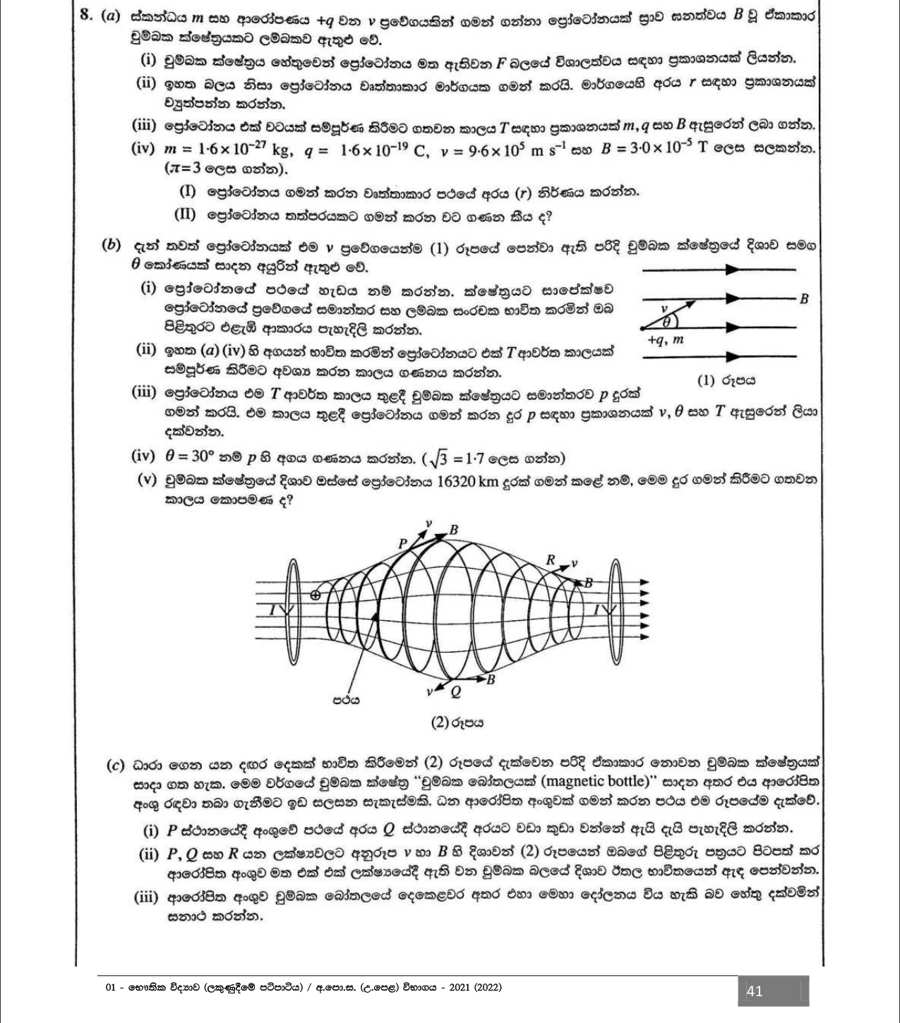 8. (a) ස්කන්ධය m සහ ආරෝපණය +q වන v ප්‍රවේගයකින් ගමන් ගන්නා ප්‍රෝටෝනයක් ස්‍රාව ඝනත්වය B වූ ඒකාකාර
චුම්බක ක්ෂේත්‍රයකට ලම්බකව ඇතුළු වේ.
(i) චුම්බක ක්ෂේත්‍රය හේතුවෙන් ප්‍රෝටෝනය මත ඇතිවන F බලයේ විශාලත්වය සඳහා ප්‍රකාශනයක් ලියන්න.
(ii) ඉහත බලය නිසා ප්‍රෝටෝනය වෘත්තාකාර මාර්ගයක ගමන් කරයි. මාර්ගයෙහි අරය r සඳහා ප්‍රකාශනයක්
ව්‍යුත්පන්න කරන්න.
(iii) ප්‍රෝටෝනය එක් වටයක් සම්පූර්ණ කිරීමට ගතවන කාලය T සඳහා ප්‍රකාශනයක් m, q සහ B ඇසුරෙන් ලබා ගන්න.
(iv) m = 1·6 × 10⁻²⁷ kg, q = 1·6 × 10⁻¹⁹ C, v = 9·6 × 10⁵ m s⁻¹ සහ B = 3·0 × 10⁻⁵ T ලෙස සලකන්න.
(π = 3 ලෙස ගන්න).
(I) ප්‍රෝටෝනය ගමන් කරන වෘත්තාකාර පථයේ අරය (r) නිර්ණය කරන්න.
(II) ප්‍රෝටෝනය තත්පරයකට ගමන් කරන වට ගණන කීය ද?
(b) දැන් තවත් ප්‍රෝටෝනයක් එම v ප්‍රවේගයෙන්ම (1) රූපයේ පෙන්වා ඇති පරිදි චුම්බක ක්ෂේත්‍රයේ දිශාව සමග
θ කෝණයක් සාදන අයුරින් ඇතුළු වේ.
(i) ප්‍රෝටෝනයේ පථයේ හැඩය නම් කරන්න. ක්ෂේත්‍රයට සාපේක්ෂව
ප්‍රෝටෝනයේ ප්‍රවේගයේ සමාන්තර සහ ලම්බක සංරචක භාවිත කරමින් ඔබ
පිළිතුරට එළැඹි ආකාරය පැහැදිලි කරන්න.
B
v
θ
+q, m
(1) රූපය
(ii) ඉහත (a) (iv) හි අගයන් භාවිත කරමින් ප්‍රෝටෝනයට එක් T ආවර්ත කාලයක්
සම්පූර්ණ කිරීමට අවශ්‍ය කරන කාලය ගණනය කරන්න.
(iii) ප්‍රෝටෝනය එම T ආවර්ත කාලය තුළදී චුම්බක ක්ෂේත්‍රයට සමාන්තරව p දුරක්
ගමන් කරයි. එම කාලය තුළදී ප්‍රෝටෝනය ගමන් කරන දුර p සඳහා ප්‍රකාශනයක් v, θ සහ T ඇසුරෙන් ලියා
දක්වන්න.
(iv) θ = 30° නම් p හි අගය ගණනය කරන්න. (√3 = 1·7 ලෙස ගන්න)
(v) චුම්බක ක්ෂේත්‍රයේ දිශාව ඔස්සේ ප්‍රෝටෝනය 16320 km දුරක් ගමන් කළේ නම්, මෙම දුර ගමන් කිරීමට ගතවන
කාලය කොපමණ ද?
v
B
P
R
v
B
I
I
B
v
Q
පථය
(2) රූපය
(c) ධාරා ගෙන යන දඟර දෙකක් භාවිත කිරීමෙන් (2) රූපයේ දැක්වෙන පරිදි ඒකාකාර නොවන චුම්බක ක්ෂේත්‍රයක්
සාදා ගත හැක. මෙම වර්ගයේ චුම්බක ක්ෂේත්‍ර "චුම්බක බෝතලයක් (magnetic bottle)" සාදන අතර එය ආරෝපිත
අංශු රඳවා තබා ගැනීමට ඉඩ සලසන සැකැස්මකි. ධන ආරෝපිත අංශුවක් ගමන් කරන පථය එම රූපයේම දැක්වේ.
(i) P ස්ථානයේදී අංශුවේ පථයේ අරය Q ස්ථානයේදී අරයට වඩා කුඩා වන්නේ ඇයි දැයි පැහැදිලි කරන්න.
(ii) P, Q සහ R යන ලක්ෂ්‍යවලට අනුරූප v හා B හි දිශාවන් (2) රූපයෙන් ඔබගේ පිළිතුරු පත්‍රයට පිටපත් කර
ආරෝපිත අංශුව මත එක් එක් ලක්ෂ්‍යයේදී ඇති වන චුම්බක බලයේ දිශාව ඊතල භාවිතයෙන් ඇඳ පෙන්වන්න.
(iii) ආරෝපිත අංශුව චුම්බක බෝතලයේ දෙකෙළවර අතර එහා මෙහා දෝලනය විය හැකි බව හේතු දක්වමින්
සනාථ කරන්න.
01 - භෞතික විද්‍යාව (ලකුණුදීමේ පටිපාටිය) / අ.පො.ස. (උ.පෙළ) විභාගය - 2021 (2022)
41